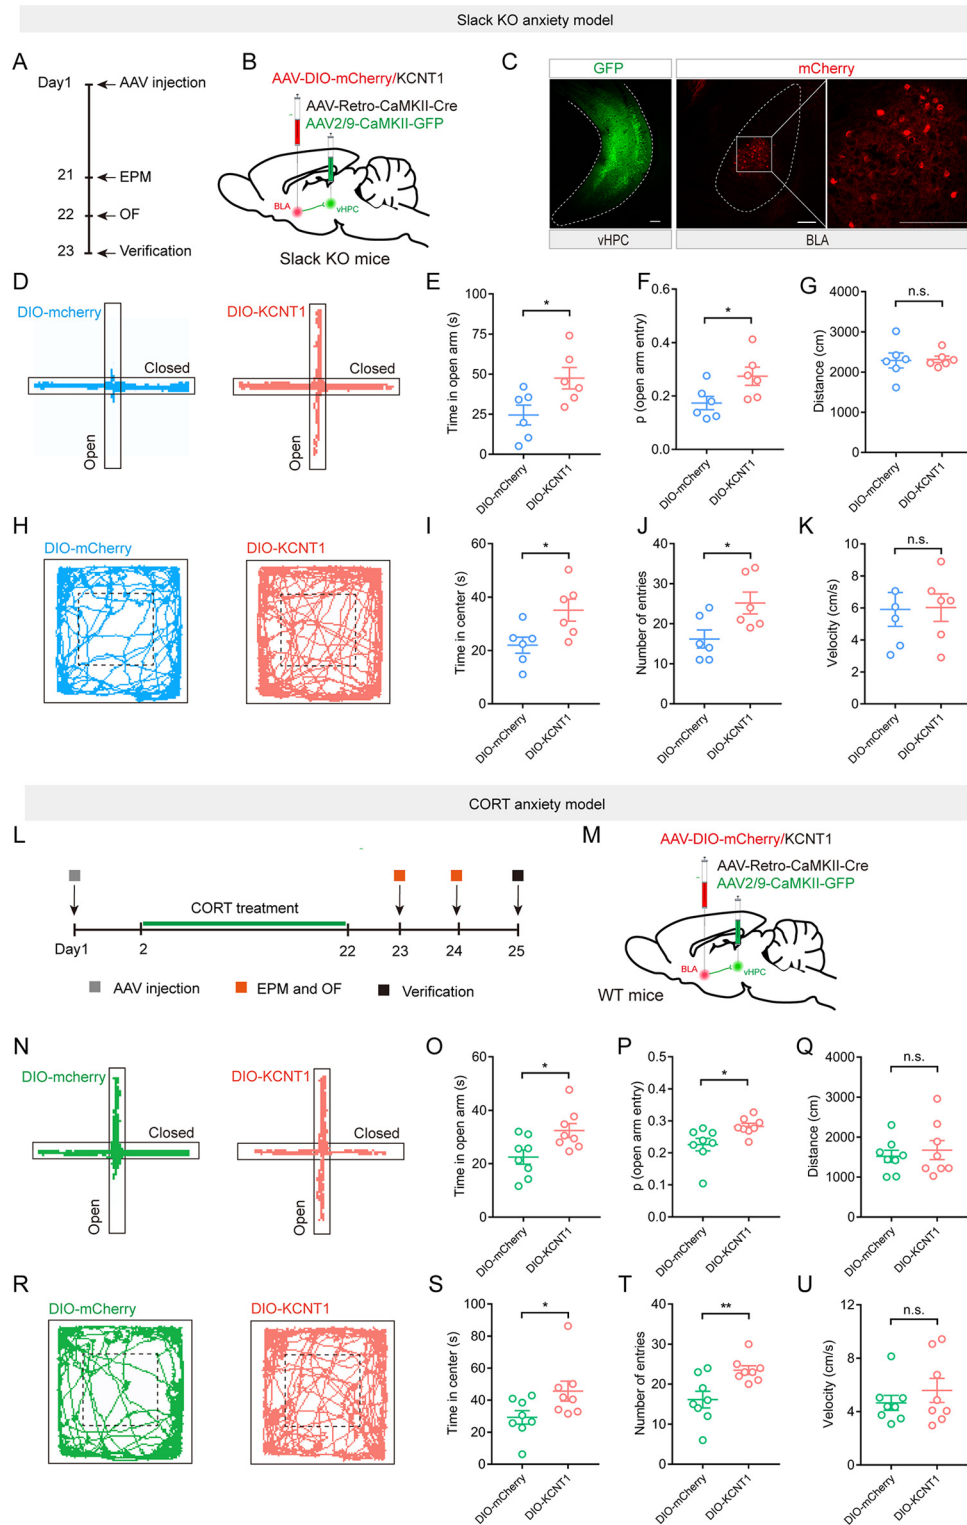 Slack KO anxiety model
A
Day1
AAV injection
21
EPM
22
OF
23
Verification
B
AAV-DIO-mCherry/KCNT1
AAV-Retro-CaMKII-Cre
AAV2/9-CaMKII-GFP
BLA
vHPC
Slack KO mice
C
GFP
mCherry
vHPC
BLA
D
DIO-mcherry
Closed
Open
DIO-KCNT1
Closed
Open
E
Time in open arm (s)
100
75
50
25
0
*
DIO-mCherry
DIO-KCNT1
F
p (open arm entry)
0.6
0.4
0.2
0.0
*
DIO-mCherry
DIO-KCNT1
G
Distance (cm)
4000
3000
2000
1000
0
n.s.
DIO-mCherry
DIO-KCNT1
H
DIO-mCherry
DIO-KCNT1
I
Time in center (s)
60
40
20
0
*
DIO-mCherry
DIO-KCNT1
J
Number of entries
40
30
20
10
0
*
DIO-mCherry
DIO-KCNT1
K
Velocity (cm/s)
10
8
6
4
2
0
n.s.
DIO-mCherry
DIO-KCNT1
CORT anxiety model
L
CORT treatment
Day1
2
22
23
24
25
AAV injection
EPM and OF
Verification
M
AAV-DIO-mCherry/KCNT1
AAV-Retro-CaMKII-Cre
AAV2/9-CaMKII-GFP
BLA
vHPC
WT mice
N
DIO-mcherry
Closed
Open
DIO-KCNT1
Closed
Open
O
Time in open arm (s)
60
40
20
0
*
DIO-mCherry
DIO-KCNT1
P
p (open arm entry)
0.5
0.4
0.3
0.2
0.1
0.0
*
DIO-mCherry
DIO-KCNT1
Q
Distance (cm)
4000
3000
2000
1000
0
n.s.
DIO-mCherry
DIO-KCNT1
R
DIO-mCherry
DIO-KCNT1
S
Time in center (s)
100
80
60
40
20
0
*
DIO-mCherry
DIO-KCNT1
T
Number of entries
40
30
20
10
0
**
DIO-mCherry
DIO-KCNT1
U
Velocity (cm/s)
12
8
4
0
n.s.
DIO-mCherry
DIO-KCNT1